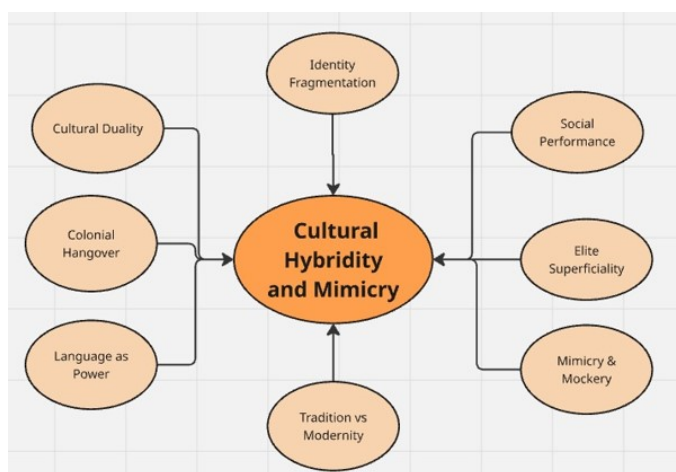 Identity
Fragmentation
Cultural Duality
Social
Performance
Colonial
Hangover
Cultural
Hybridity
and Mimicry
Elite
Superficiality
Language as
Power
Mimicry &
Mockery
Tradition vs
Modernity